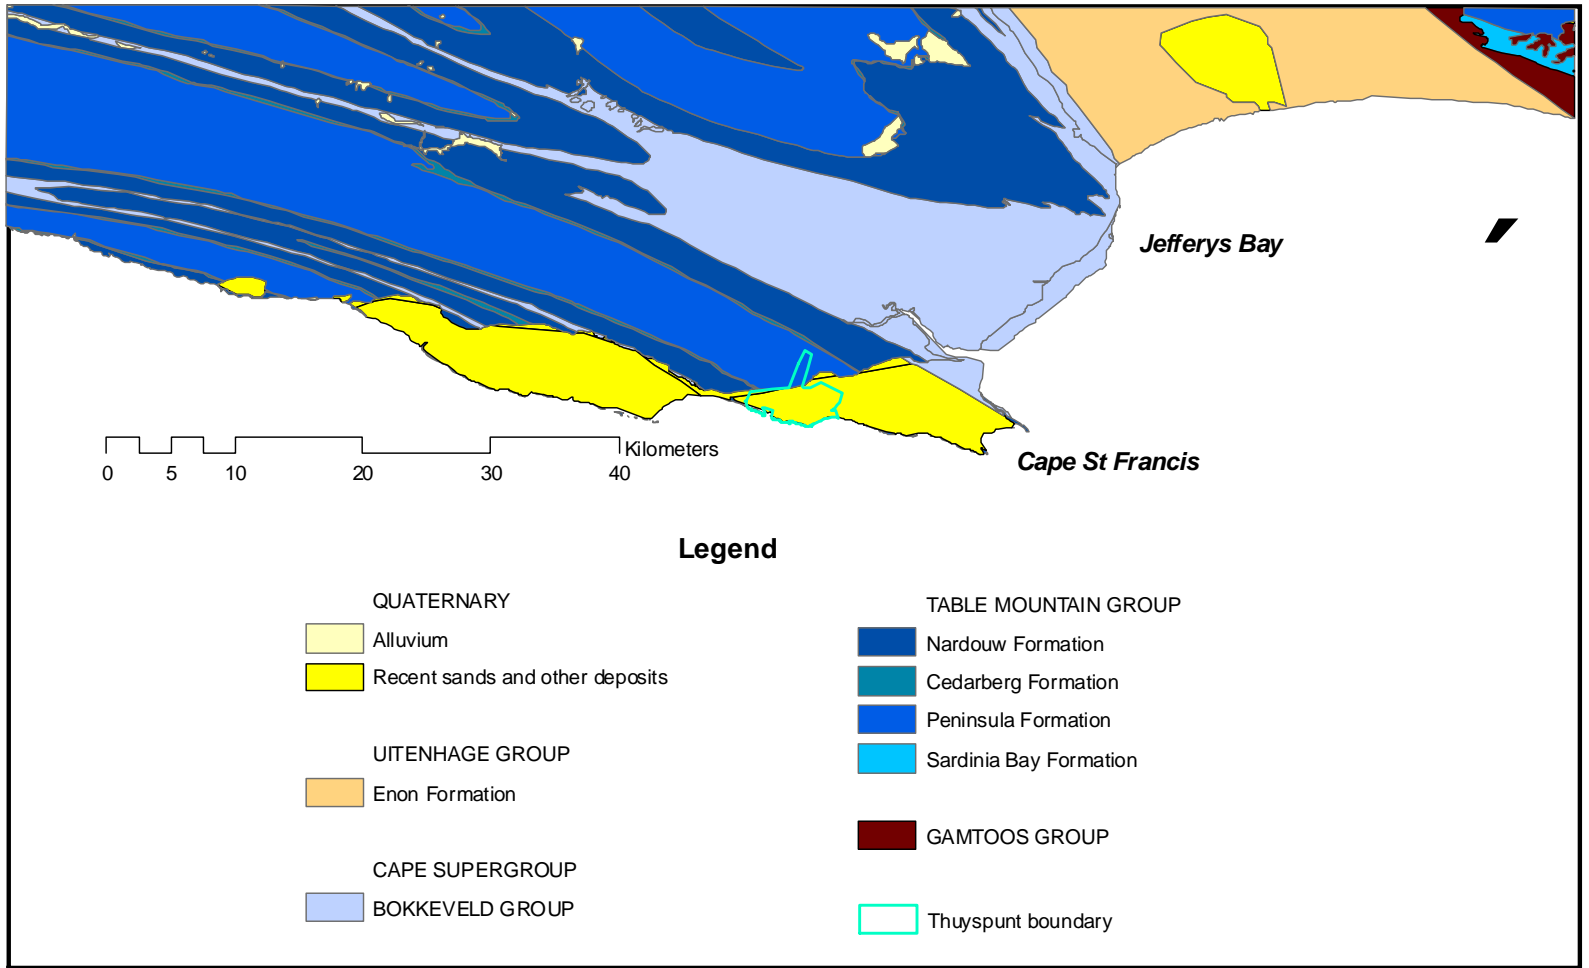 Jefferys Bay
Kilometers
0 5 10 20 30 40
Cape St Francis
Legend
QUATERNARY
Alluvium
Recent sands and other deposits
UITENHAGE GROUP
Enon Formation
CAPE SUPERGROUP
BOKKEVELD GROUP
TABLE MOUNTAIN GROUP
Nardouw Formation
Cedarberg Formation
Peninsula Formation
Sardinia Bay Formation
GAMTOOS GROUP
Thuyspunt boundary